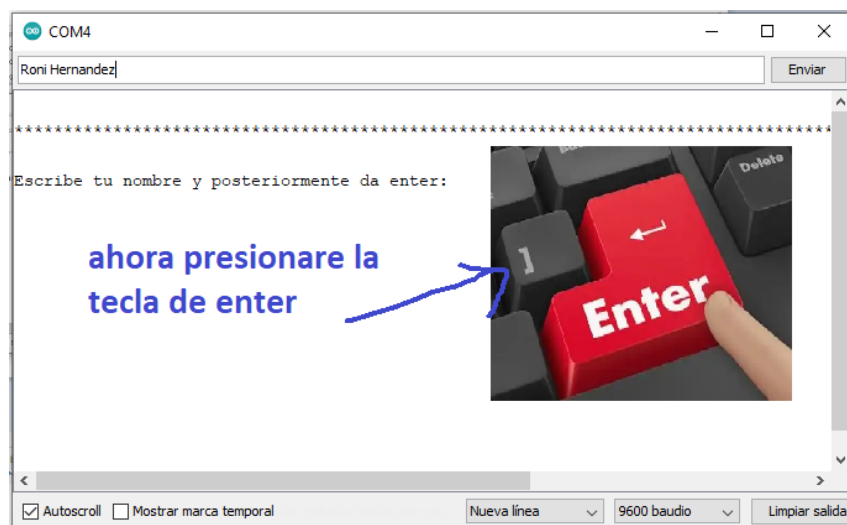 COM4
Roni Hernandez
Enviar
********************************************************************************
Escribe tu nombre y posteriormente da enter:
Delete
ahora presionare la
tecla de enter
]
Enter
Autoscroll
Mostrar marca temporal
Nueva línea
9600 baudio
Limpiar salida